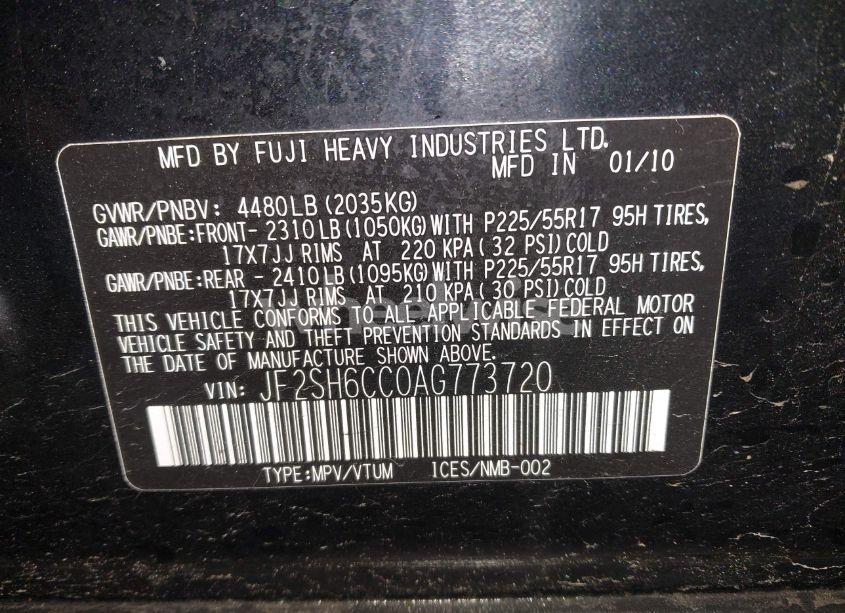 MFD BY FUJI HEAVY INDUSTRIES LTD.
MFD IN 01/10
GVWR/PNBV: 4480LB (2035KG)
GAWR/PNBE:FRONT- 2310LB (1050KG) WITH P225/55R17 95H TIRES,
17X7JJ RIMS AT 220 KPA ( 32 PSI) COLD
GAWR/PNBE:REAR - 2410LB (1095KG) WITH P225/55R17 95H TIRES,
17X7JJ RIMS AT 210 KPA ( 30 PSI) COLD
THIS VEHICLE CONFORMS TO ALL APPLICABLE FEDERAL MOTOR
VEHICLE SAFETY AND THEFT PREVENTION STANDARDS IN EFFECT ON
THE DATE OF MANUFACTURE SHOWN ABOVE.
VIN: JF2SH6CC0AG773720
TYPE:MPV/VTUM ICES/NMB-002